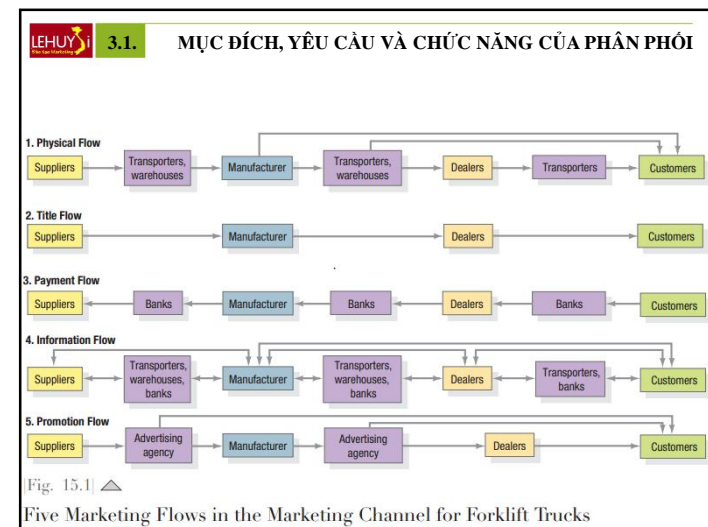 LEHUY Si
The Sao Marketing
3.1.
MỤC ĐÍCH, YÊU CẦU VÀ CHỨC NĂNG CỦA PHÂN PHỐI
1. Physical Flow
Suppliers
Transporters,
warehouses
Manufacturer
Transporters,
warehouses
Dealers
Transporters
Customers
2. Title Flow
Suppliers
Manufacturer
Dealers
Customers
3. Payment Flow
Suppliers
Banks
Manufacturer
Banks
Dealers
Banks
Customers
4. Information Flow
Suppliers
Transporters,
warehouses,
banks
Manufacturer
Transporters,
warehouses,
banks
Dealers
Transporters,
banks
Customers
5. Promotion Flow
Suppliers
Advertising
agency
Manufacturer
Advertising
agency
Dealers
Customers
|Fig. 15.1|
Five Marketing Flows in the Marketing Channel for Forklift Trucks